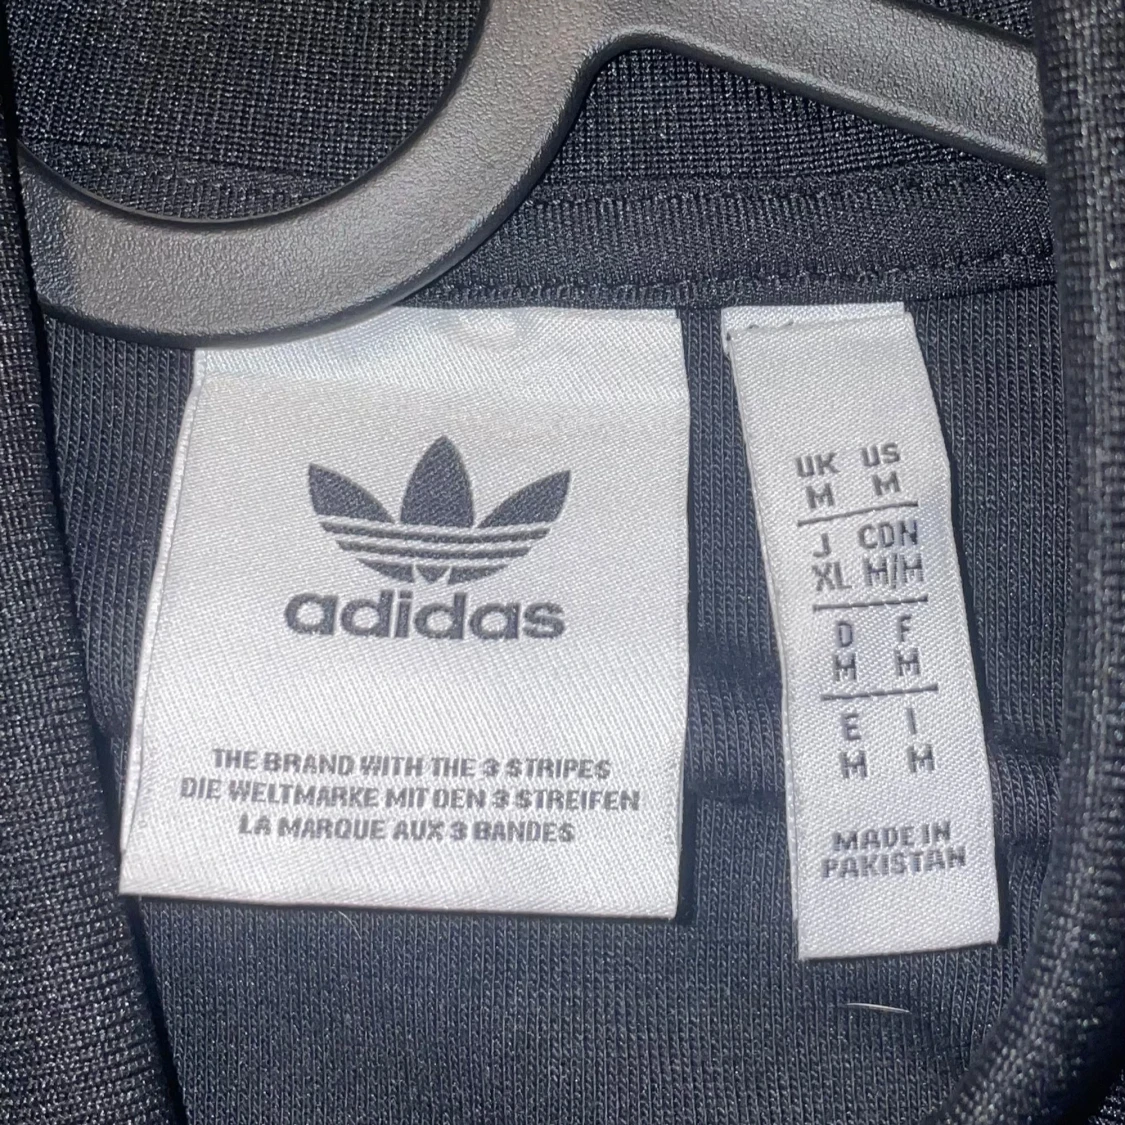 adidas
THE BRAND WITH THE 3 STRIPES
DIE WELTMARKE MIT DEN 3 STREIFEN
LA MARQUE AUX 3 BANDES
UK US
M M
J CDN
XL M/M
D F
M M
E I
M M
MADE IN
PAKISTAN